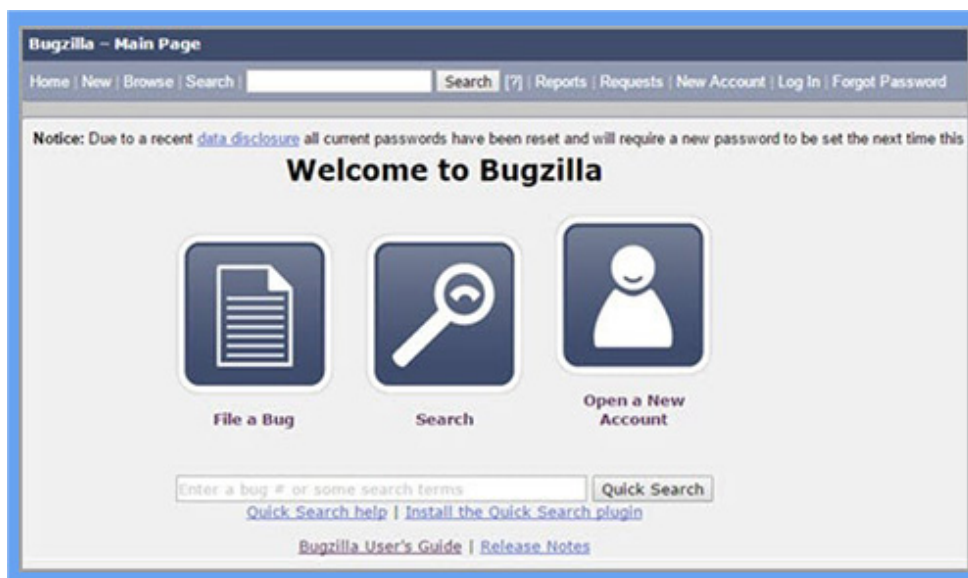 Bugzilla – Main Page
Home | New | Browse | Search | Search [?] | Reports | Requests | New Account | Log In | Forgot Password
Notice: Due to a recent data disclosure all current passwords have been reset and will require a new password to be set the next time this
Welcome to Bugzilla
File a Bug
Search
Open a New
Account
Enter a bug # or some search terms Quick Search
Quick Search help | Install the Quick Search plugin
Bugzilla User's Guide | Release Notes